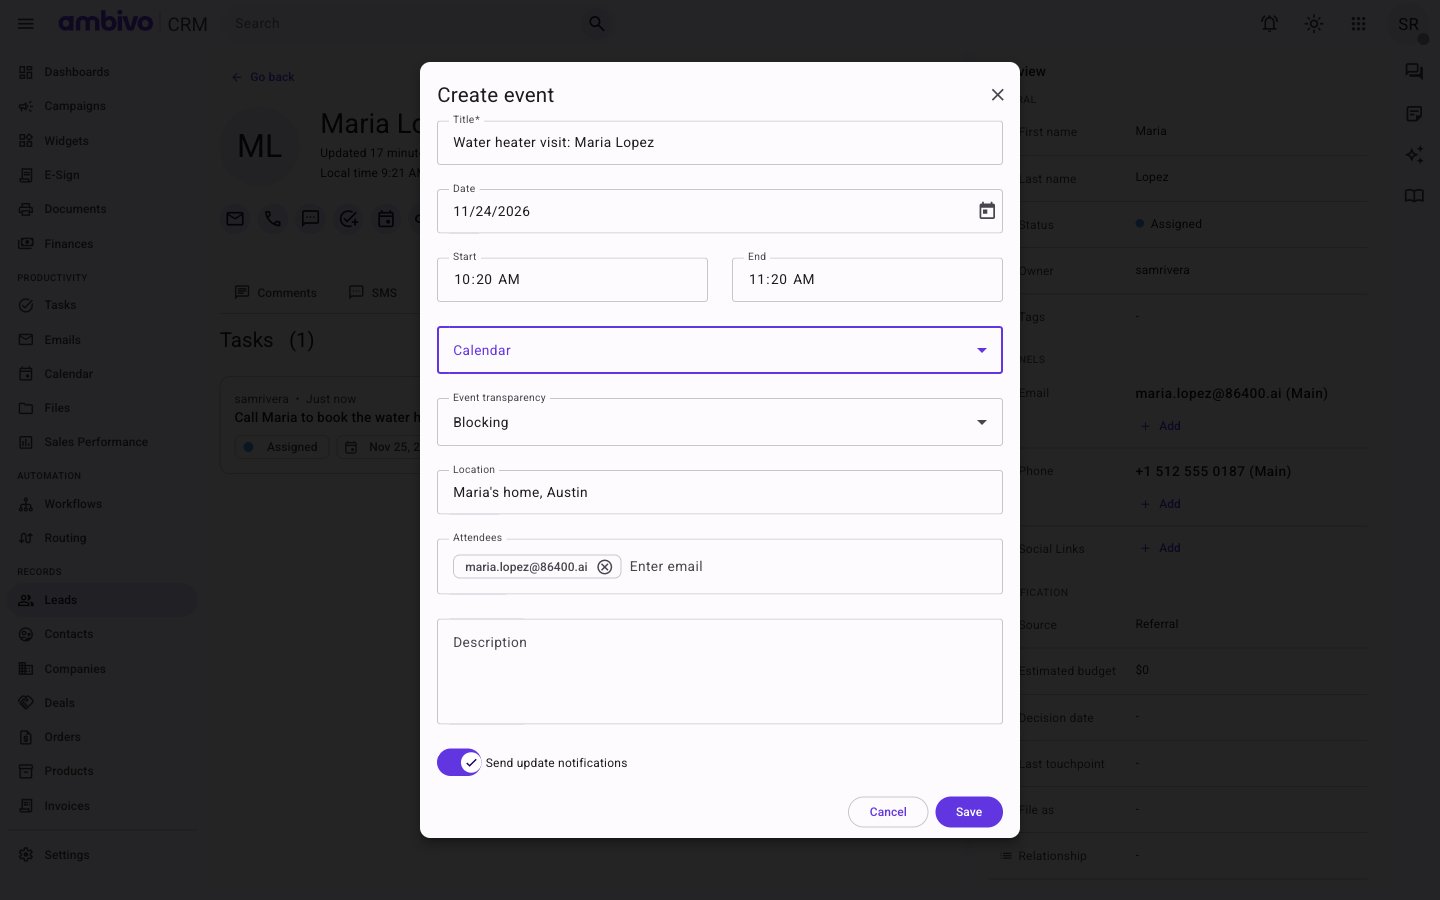 ambivo CRM
Search
SR
Dashboards
Campaigns
Widgets
E-Sign
Documents
Finances
PRODUCTIVITY
Tasks
Emails
Calendar
Files
Sales Performance
AUTOMATION
Workflows
Routing
RECORDS
Leads
Contacts
Companies
Deals
Orders
Products
Invoices
Settings
Go back
ML
Maria
Updated 17
Local time 9:21
Comments
SMS
Tasks (1)
samrivera • Just now
Call Maria to book the water
Assigned
Nov 25,
Create event
Title*
Water heater visit: Maria Lopez
Date
11/24/2026
Start
10:20 AM
End
11:20 AM
Calendar
Event transparency
Blocking
Location
Maria's home, Austin
Attendees
maria.lopez@86400.ai
Enter email
Description
Send update notifications
Cancel
Save
First name Maria
Last name Lopez
Status Assigned
Owner samrivera
Tags -
Email maria.lopez@86400.ai (Main)
+ Add
Phone +1 512 555 0187 (Main)
+ Add
Social Links + Add
Source Referral
Estimated budget $0
Decision date -
Last touchpoint -
File as -
Relationship -